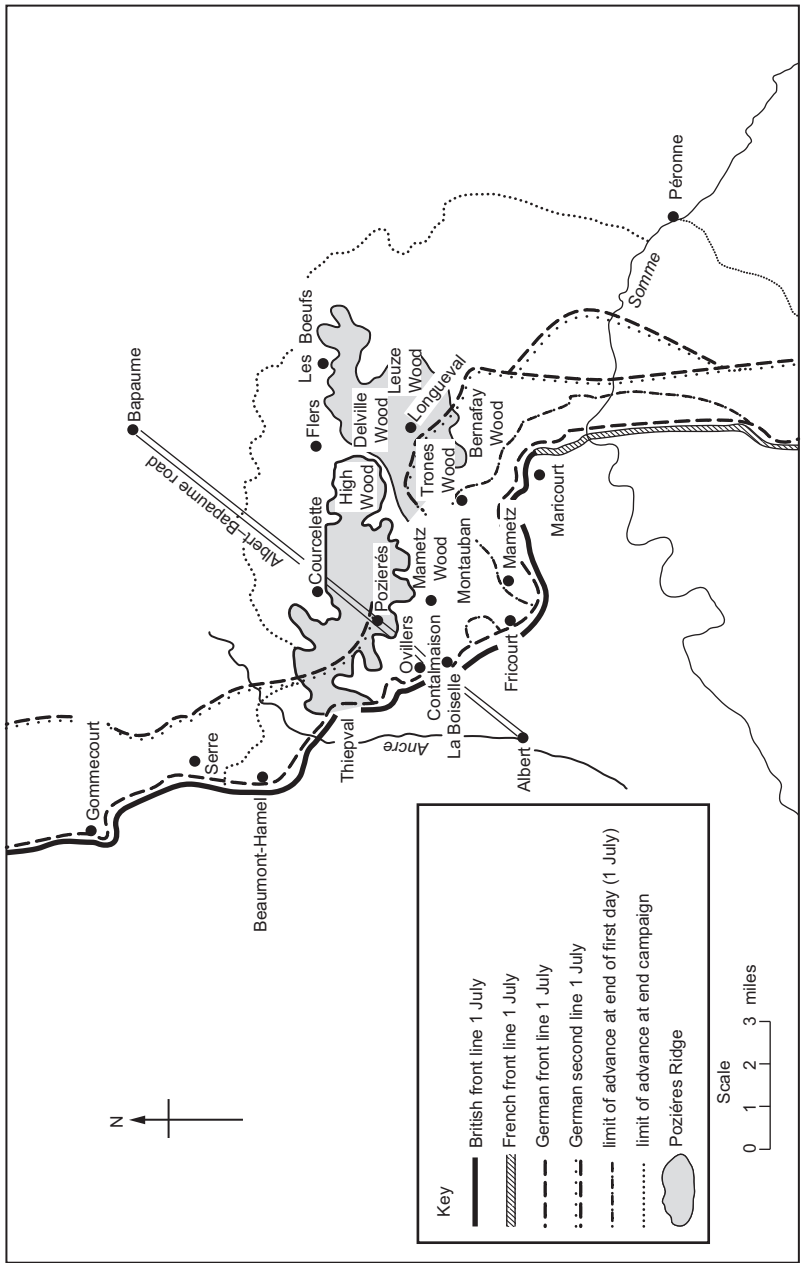 Bapaume
Péronne
Albert–Bapaume road
Les Boeufs
Flers
Courcelette
Somme
Delville
Wood
Leuze
Wood
Longueval
High
Wood
Trones
Wood
Bernafay
Wood
Poziéres
Mametz
Wood
Montauban
Mametz
Maricourt
Gommecourt
Serre
Beaumont-Hamel
Thiepval
Ovillers
Contalmaison
La Boiselle
Fricourt
Ancre
Albert
N
Key
British front line 1 July
French front line 1 July
German front line 1 July
German second line 1 July
limit of advance at end of first day (1 July)
limit of advance at end campaign
Poziéres Ridge
Scale
0 1 2 3 miles